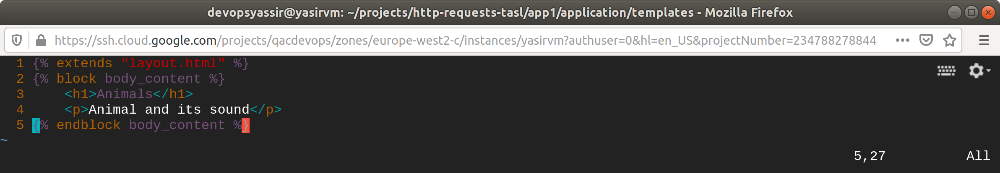 devopsyassir@yasirvm: ~/projects/http-requests-tasl/app1/application/templates - Mozilla Firefox
https://ssh.cloud.google.com/projects/qacdevops/zones/europe-west2-c/instances/yasirvm?authuser=0&hl=en_US&projectNumber=234788278844
1 {% extends "layout.html" %}
2 {% block body_content %}
3     <h1>Animals</h1>
4     <p>Animal and its sound</p>
5 {% endblock body_content %}
~
5,27 All